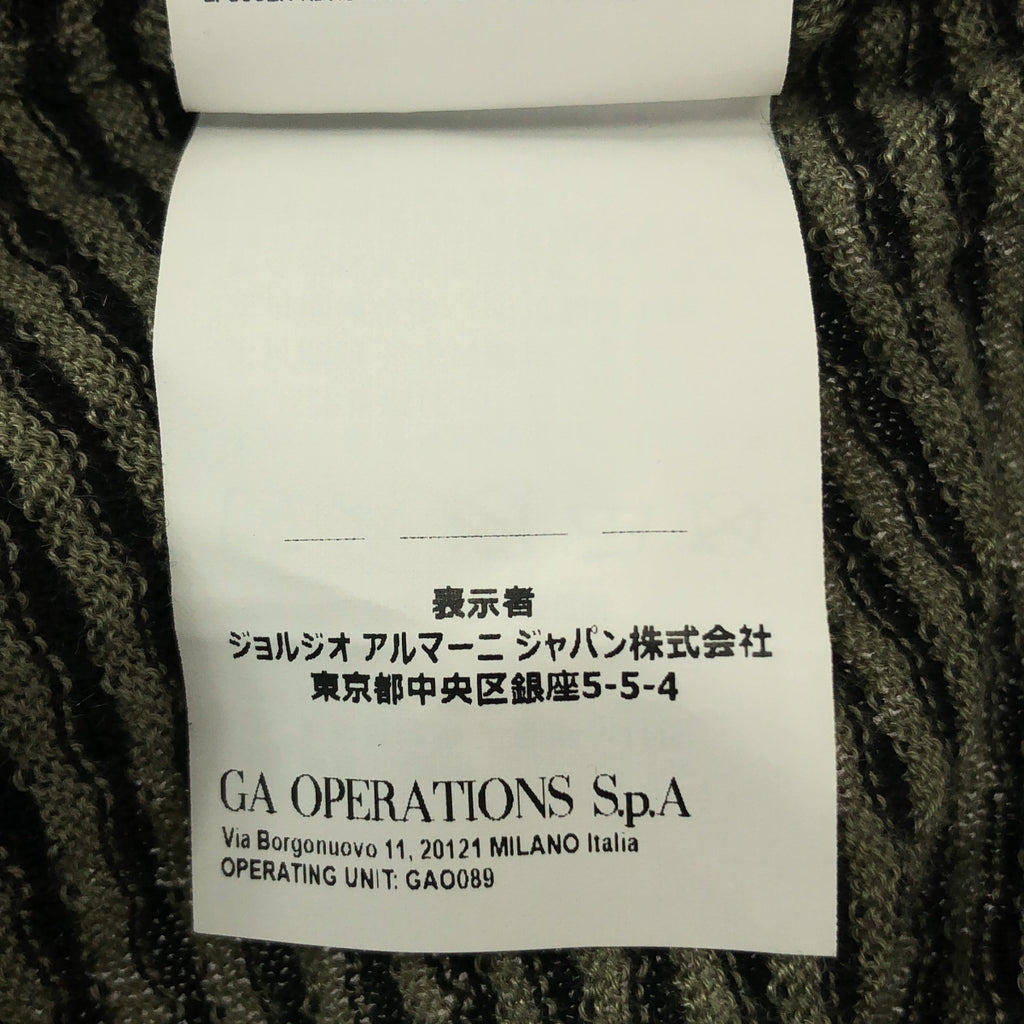 表示者
ジョルジオ アルマーニ ジャパン株式会社
東京都中央区銀座5-5-4
GA OPERATIONS S.p.A
Via Borgonuovo 11, 20121 MILANO Italia
OPERATING UNIT: GAO089